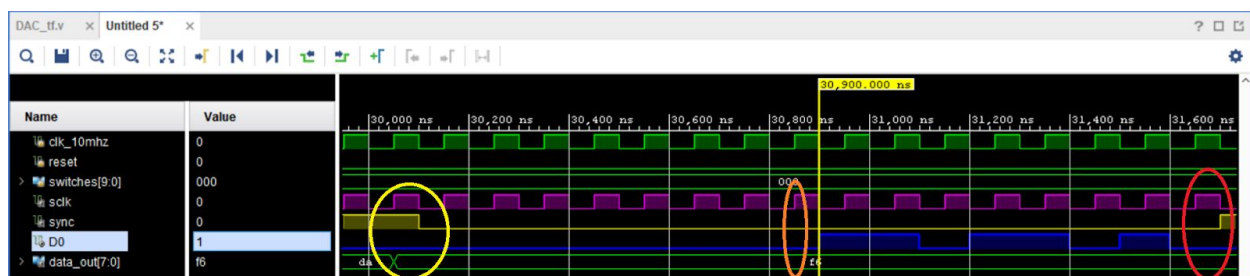 DAC_tf.v × Untitled 5* ×
30,900.000 ns
Name Value
30,000 ns 30,200 ns 30,400 ns 30,600 ns 30,800 ns 31,000 ns 31,200 ns 31,400 ns 31,600 ns
clk_10mhz 0
reset 0
switches[9:0] 000 000
sclk 0
sync 0
D0 1
data_out[7:0] f6 da f6